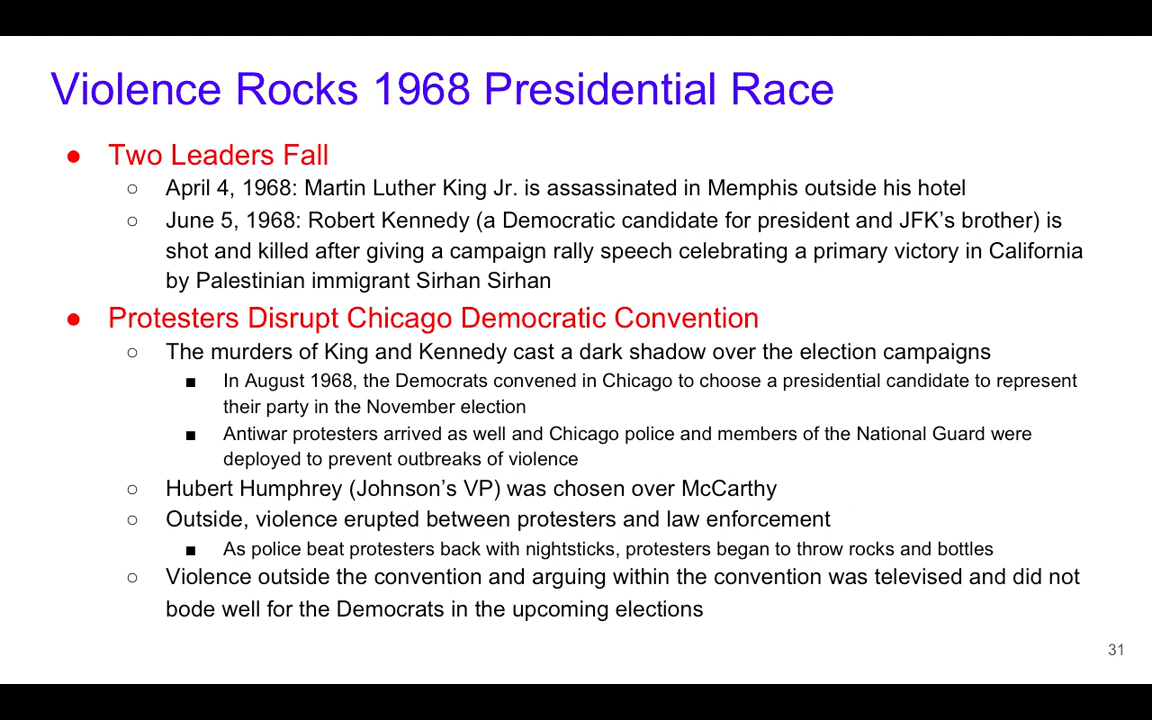 Violence Rocks 1968 Presidential Race
● Two Leaders Fall
○ April 4, 1968: Martin Luther King Jr. is assassinated in Memphis outside his hotel
○ June 5, 1968: Robert Kennedy (a Democratic candidate for president and JFK’s brother) is
shot and killed after giving a campaign rally speech celebrating a primary victory in California
by Palestinian immigrant Sirhan Sirhan
● Protesters Disrupt Chicago Democratic Convention
○ The murders of King and Kennedy cast a dark shadow over the election campaigns
■ In August 1968, the Democrats convened in Chicago to choose a presidential candidate to represent
their party in the November election
■ Antiwar protesters arrived as well and Chicago police and members of the National Guard were
deployed to prevent outbreaks of violence
○ Hubert Humphrey (Johnson’s VP) was chosen over McCarthy
○ Outside, violence erupted between protesters and law enforcement
■ As police beat protesters back with nightsticks, protesters began to throw rocks and bottles
○ Violence outside the convention and arguing within the convention was televised and did not
bode well for the Democrats in the upcoming elections
31